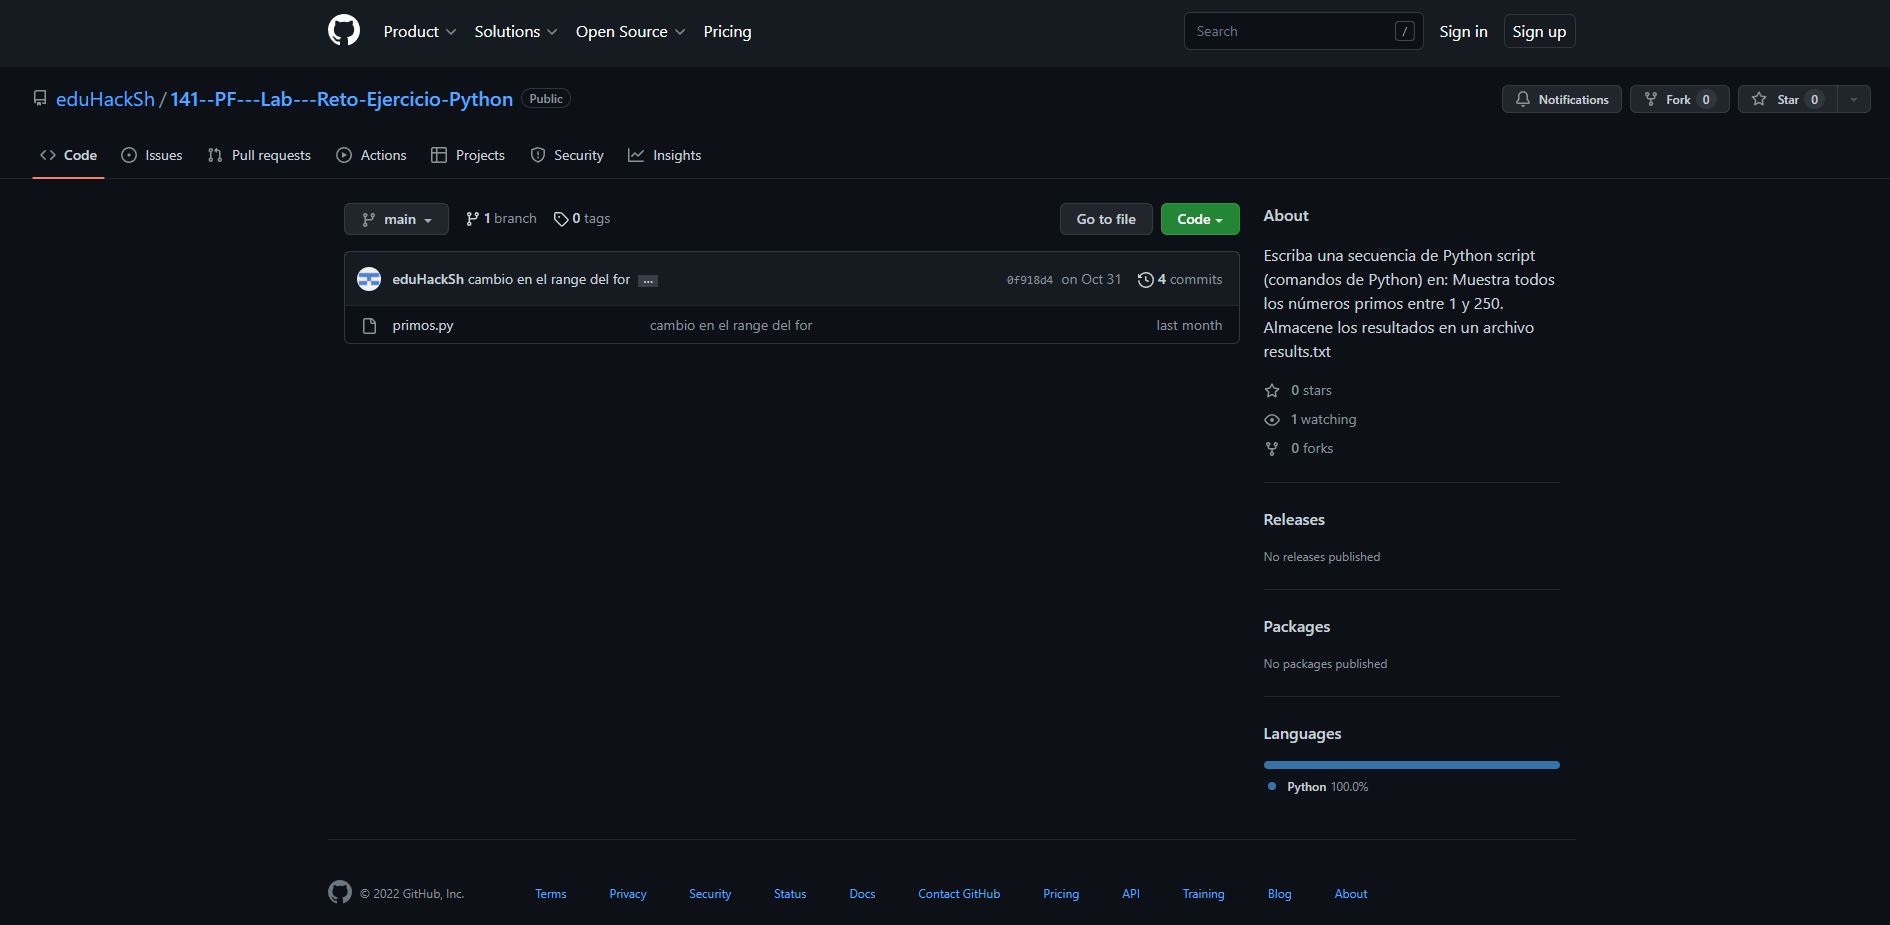 Product Solutions Open Source Pricing Search / Sign in Sign up
eduHackSh / 141--PF---Lab---Reto-Ejercicio-Python Public Notifications Fork 0 Star 0
Code Issues Pull requests Actions Projects Security Insights
main 1 branch 0 tags Go to file Code
eduHackSh cambio en el range del for ... 0f918d4 on Oct 31 4 commits
primos.py cambio en el range del for last month
About
Escriba una secuencia de Python script
(comandos de Python) en: Muestra todos
los números primos entre 1 y 250.
Almacene los resultados en un archivo
results.txt
0 stars
1 watching
0 forks
Releases
No releases published
Packages
No packages published
Languages
Python 100.0%
© 2022 GitHub, Inc. Terms Privacy Security Status Docs Contact GitHub Pricing API Training Blog About